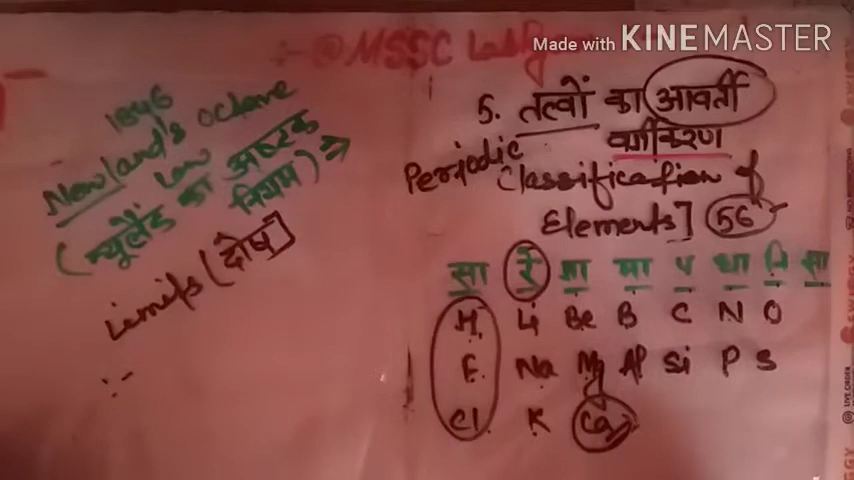 Made with KINEMASTER
@MSSC
5. तत्वों का आवर्ती
वर्गीकरण
Periodic Classification of
Elements] 56
1846
Newland's octave
law
(न्यूलैंड का अष्टक
नियम) ⇒
Limits (दोष]
:-
सा रे गा मा प धा नि सा
H Li Be B C N O
F Na Mg Al Si P S
Cl K Ca